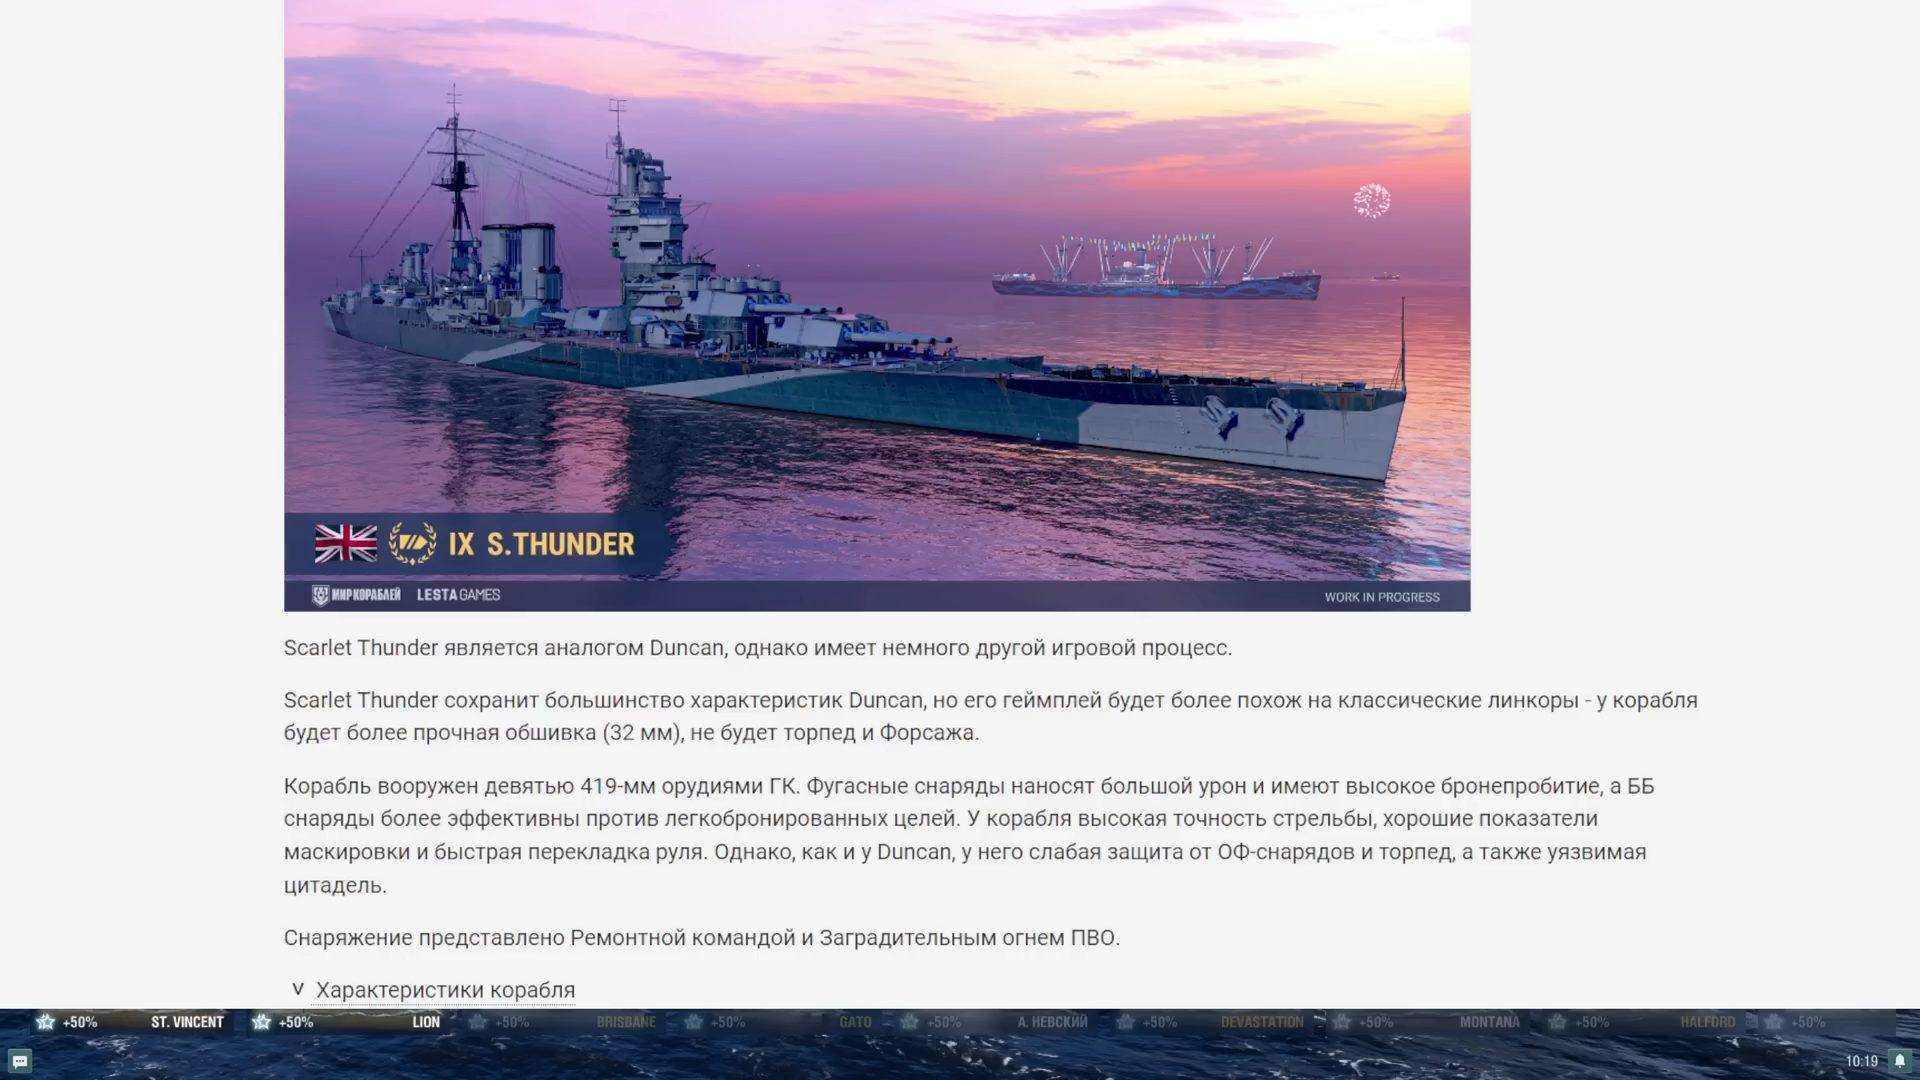 IX S.THUNDER
МИР КОРАБЛЕЙ LESTA GAMES
WORK IN PROGRESS
Scarlet Thunder является аналогом Duncan, однако имеет немного другой игровой процесс.
Scarlet Thunder сохранит большинство характеристик Duncan, но его геймплей будет более похож на классические линкоры - у корабля
будет более прочная обшивка (32 мм), не будет торпед и Форсажа.
Корабль вооружен девятью 419-мм орудиями ГК. Фугасные снаряды наносят большой урон и имеют высокое бронепробитие, а ББ
снаряды более эффективны против легкобронированных целей. У корабля высокая точность стрельбы, хорошие показатели
маскировки и быстрая перекладка руля. Однако, как и у Duncan, у него слабая защита от ОФ-снарядов и торпед, а также уязвимая
цитадель.
Снаряжение представлено Ремонтной командой и Заградительным огнем ПВО.
Характеристики корабля
+50% ST. VINCENT +50% LION +50% BRISBANE +50% GATO +50% А. НЕВСКИЙ +50% DEVASTATION +50% MONTANA +50% HALFORD +50%
10:19